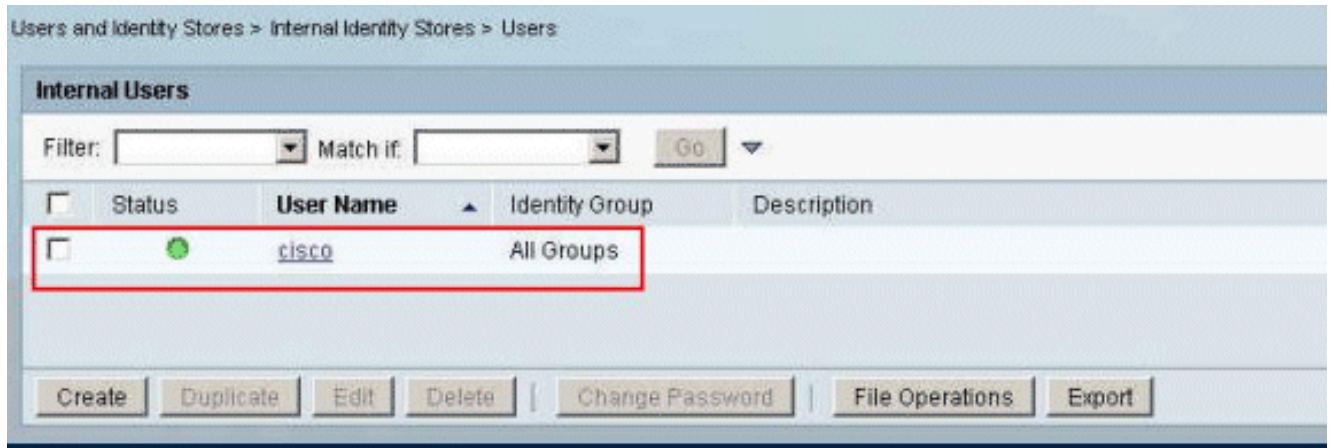 Users and Identity Stores > Internal Identity Stores > Users
Internal Users
Filter: Match if: Go
Status User Name Identity Group Description
cisco All Groups
Create Duplicate Edit Delete | Change Password | File Operations Export